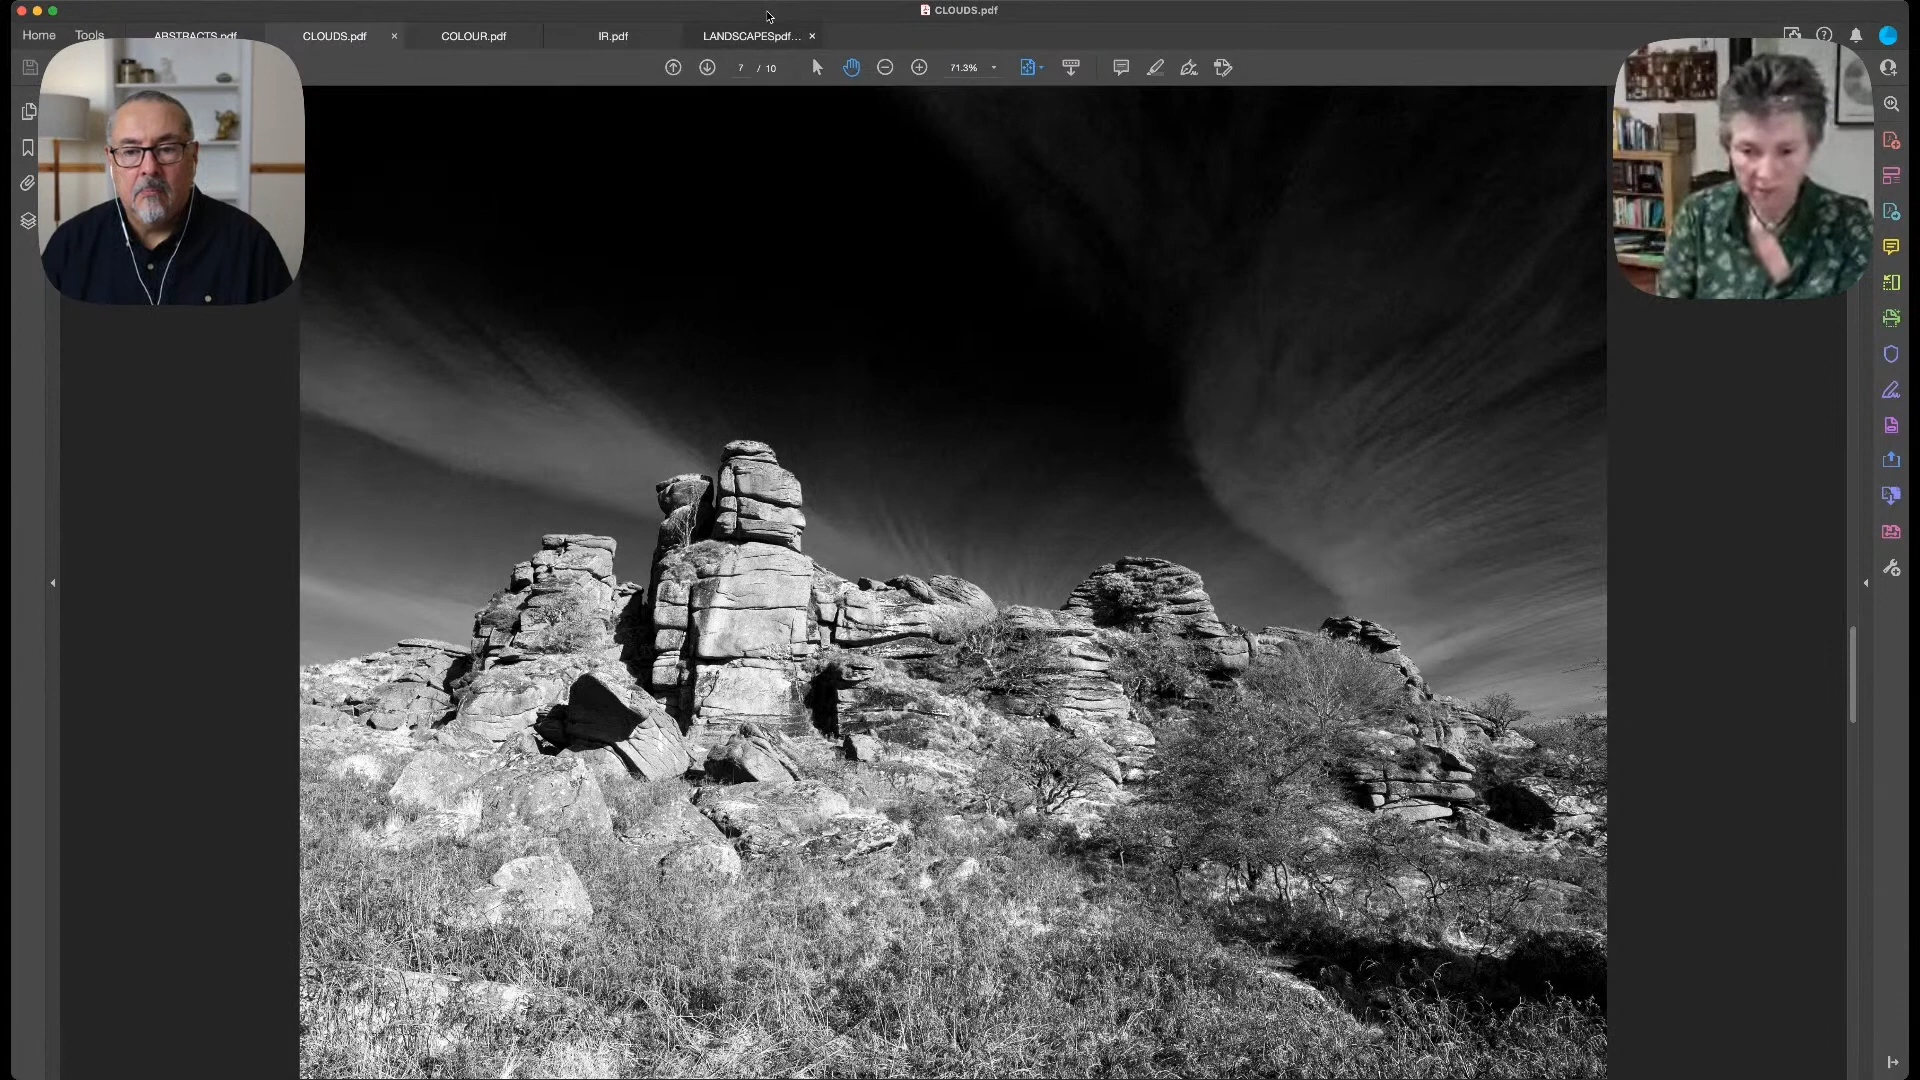 CLOUDS.pdf
Home Tools ABSTRACTS.pdf CLOUDS.pdf COLOUR.pdf IR.pdf LANDSCAPESpdf...
7 / 10 71.3%